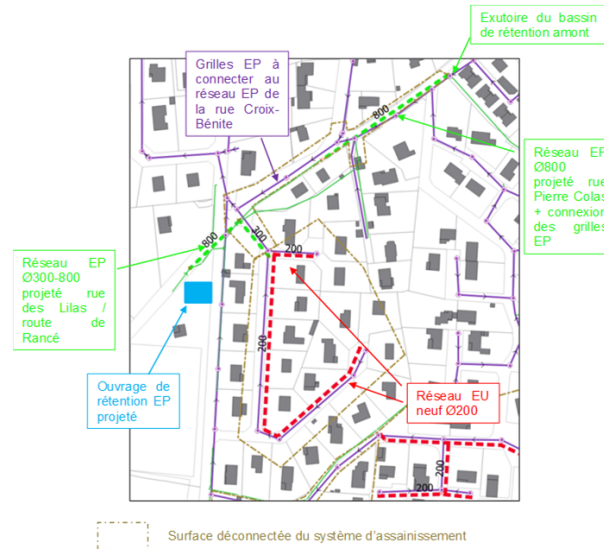 Exutoire du bassin
de rétention amont
Grilles EP à
connecter au
réseau EP de
la rue Croix-
Bénite
800
Réseau EP
Ø800
projeté rue
Pierre Colas
+ connexion
des grilles
EP
300
800
200
Réseau EP
Ø300-800
projeté rue
des Lilas /
route de
Rancé
200
Ouvrage de
rétention EP
projeté
Réseau EU
neuf Ø200
200
200
Surface déconnectée du système d'assainissement